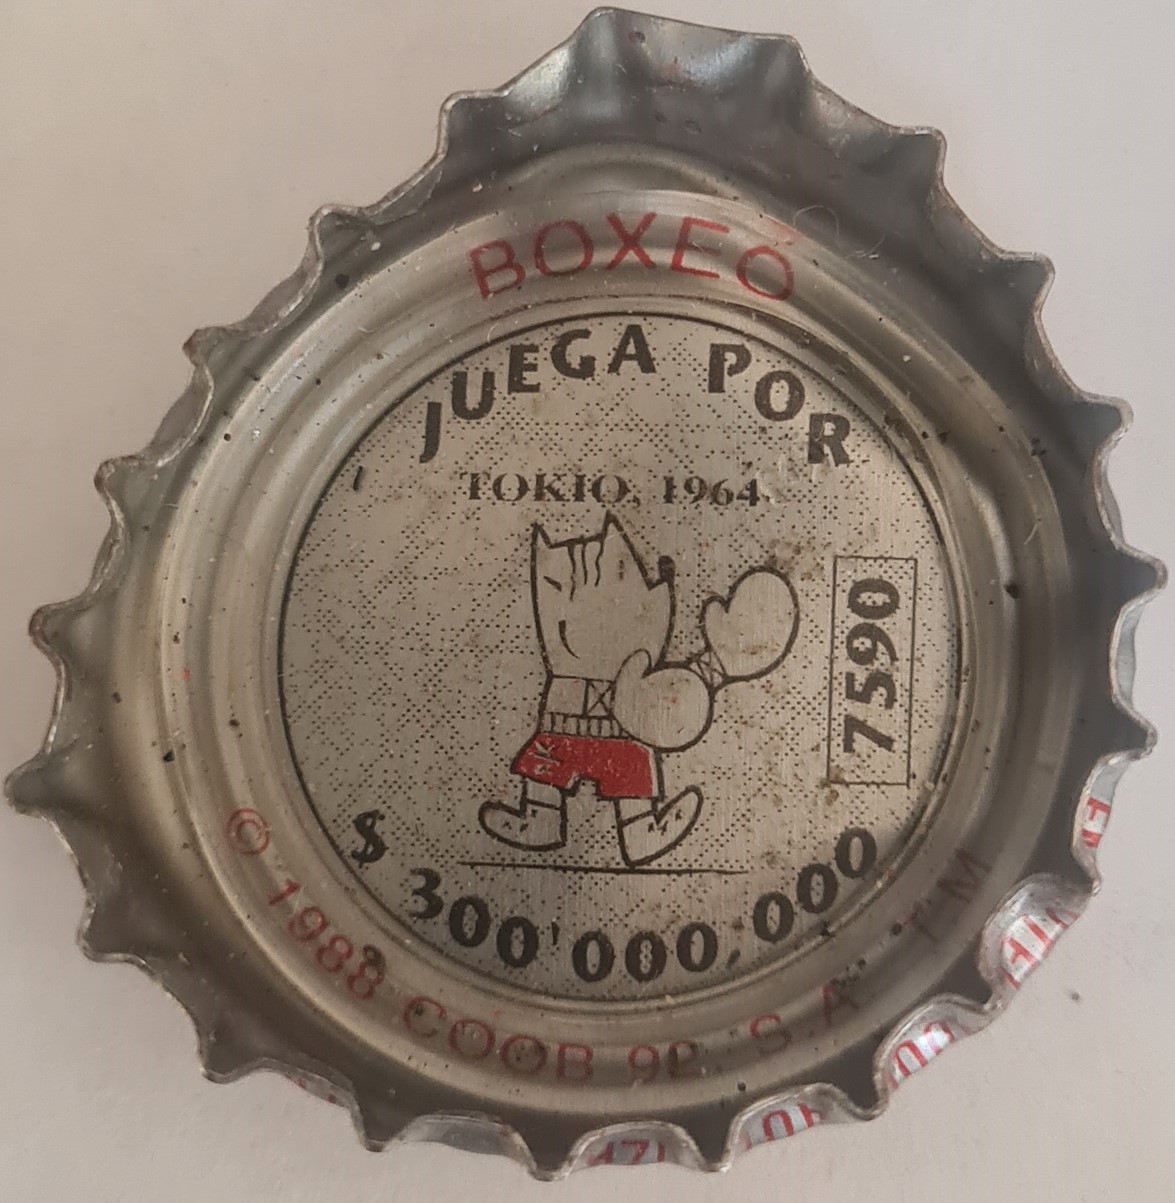 BOXEO
JUEGA POR
TOKIO, 1964
7590
$ 300'000,000
© 1988 COOB 92, S.A. TM